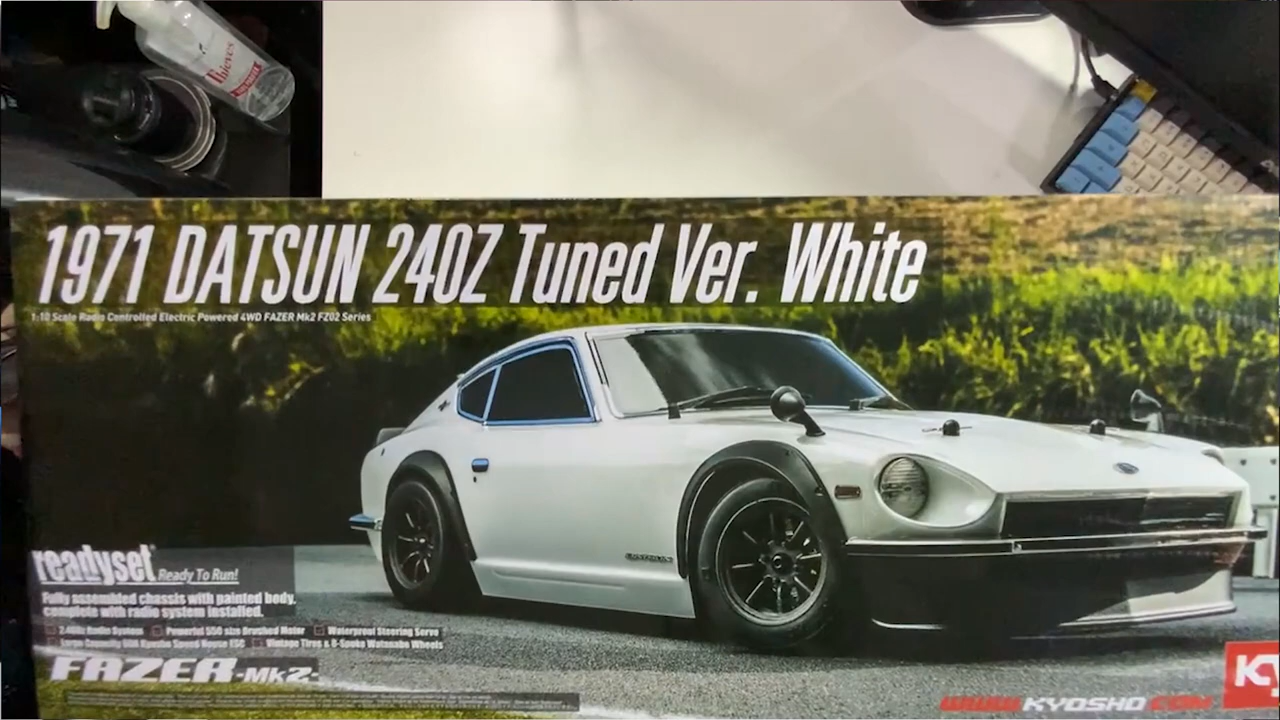 Thieves
1971 DATSUN 240Z Tuned Ver. White
1:10 Scale Radio Controlled Electric Powered 4WD FAZER Mk2 FZ02 Series
readyset Ready To Run!
Fully assembled chassis with painted body,
complete with radio system installed.
2.4GHz Radio System Powerful 550 size Brushed Motor Waterproof Steering Servo
Vintage Tires & 8-Spoke Watanabe Wheels
FAZER-Mk2-
WWW.KYOSHO.COM
KY